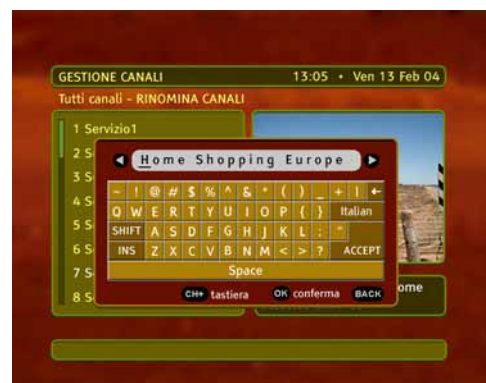 GESTIONE CANALI 13:05 • Ven 13 Feb 04
Tutti canali - RINOMINA CANALI
1 Servizio1
2 S
3 S
4 S
5 S
6 S
7 S
8 S
Home Shopping Europe
~ ! @ # $ % ^ & * ( ) _ + | ←
Q W E R T Y U I O P { } Italian
SHIFT A S D F G H J K L : "
INS Z X C V B N M < > ? ACCEPT
Space
CH+ tastiera OK conferma BACK
ome